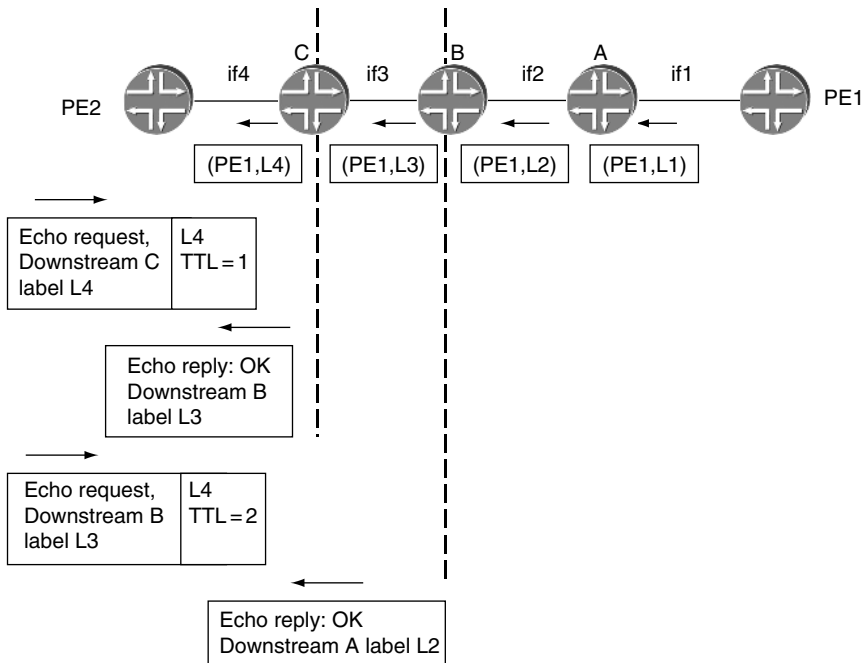 C
B
A
if4
if3
if2
if1
PE2
PE1
(PE1,L4)
(PE1,L3)
(PE1,L2)
(PE1,L1)
Echo request,
Downstream C
label L4
L4
TTL = 1
Echo reply: OK
Downstream B
label L3
Echo request,
Downstream B
label L3
L4
TTL = 2
Echo reply: OK
Downstream A label L2